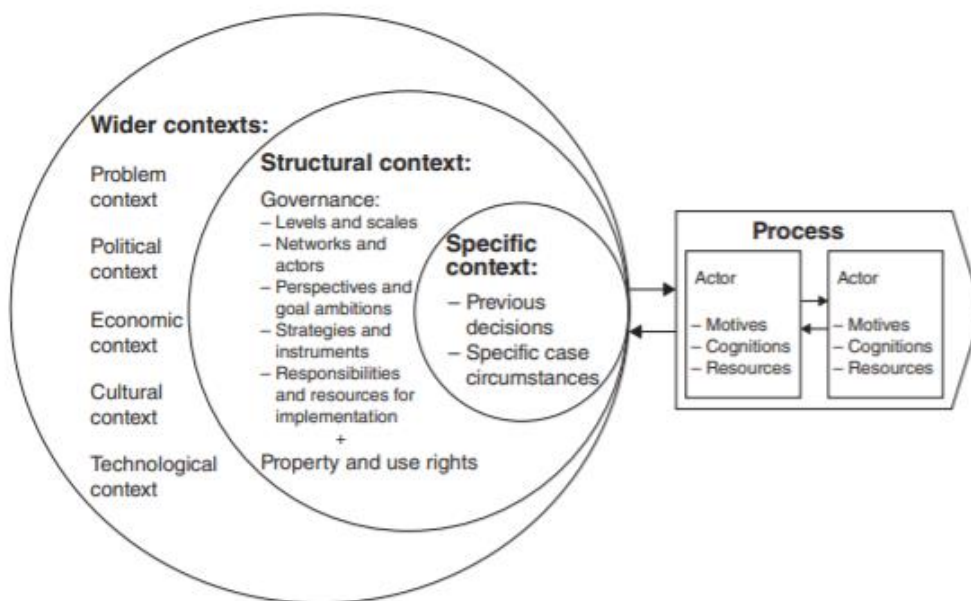 Wider contexts:
Problem
context
Political
context
Economic
context
Cultural
context
Technological
context
Structural context:
Governance:
– Levels and scales
– Networks and
actors
– Perspectives and
goal ambitions
– Strategies and
instruments
– Responsibilities
and resources for
implementation
+
Property and use rights
Specific
context:
– Previous
decisions
– Specific case
circumstances
Process
Actor
– Motives
– Cognitions
– Resources
Actor
– Motives
– Cognitions
– Resources